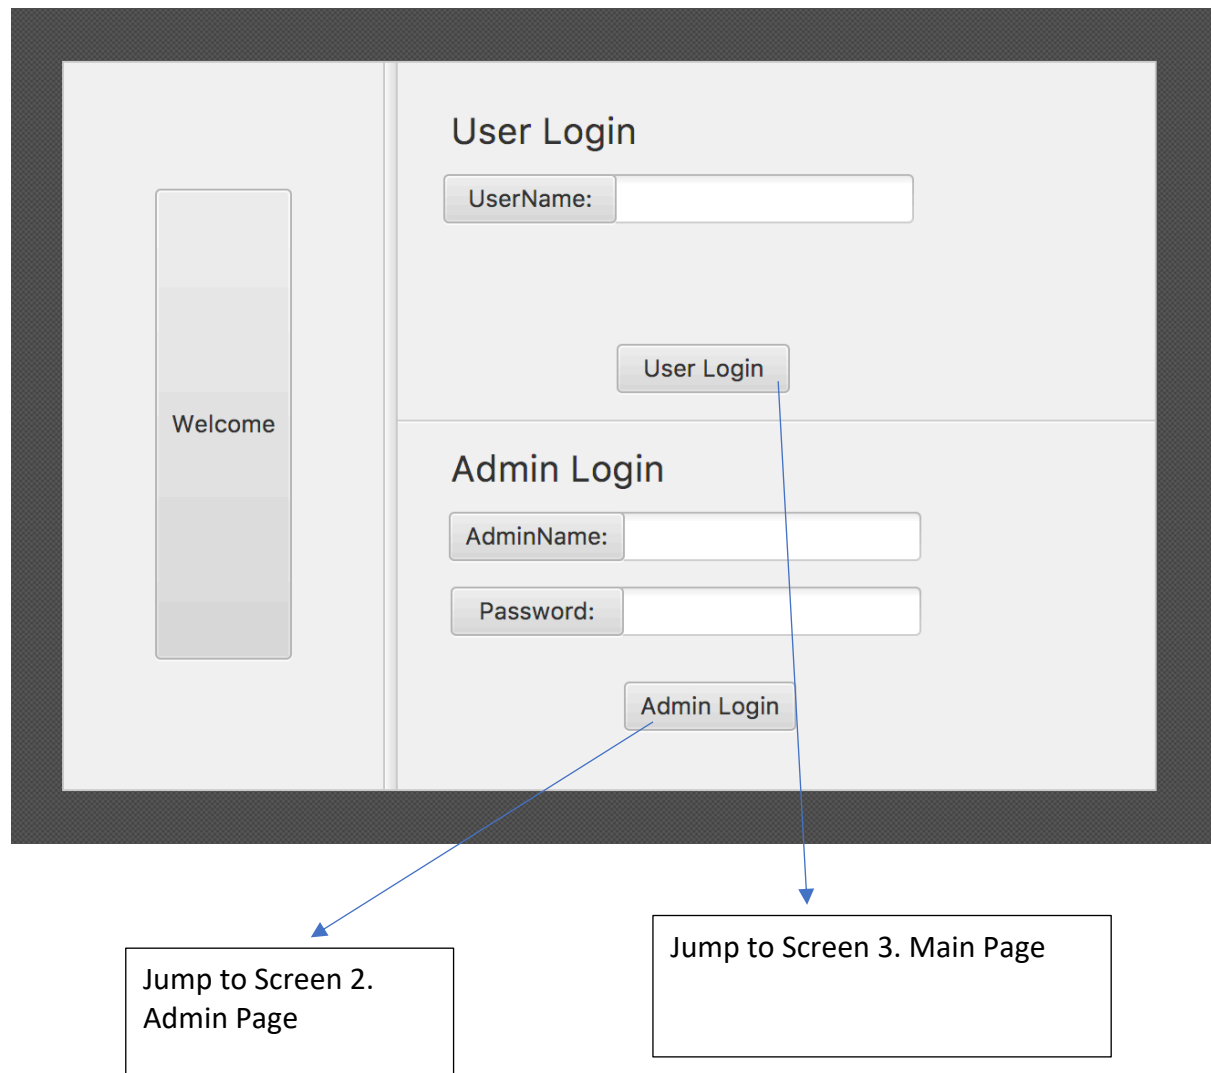 User Login
UserName:
User Login
Welcome
Admin Login
AdminName:
Password:
Admin Login
Jump to Screen 3. Main Page
Jump to Screen 2.
Admin Page